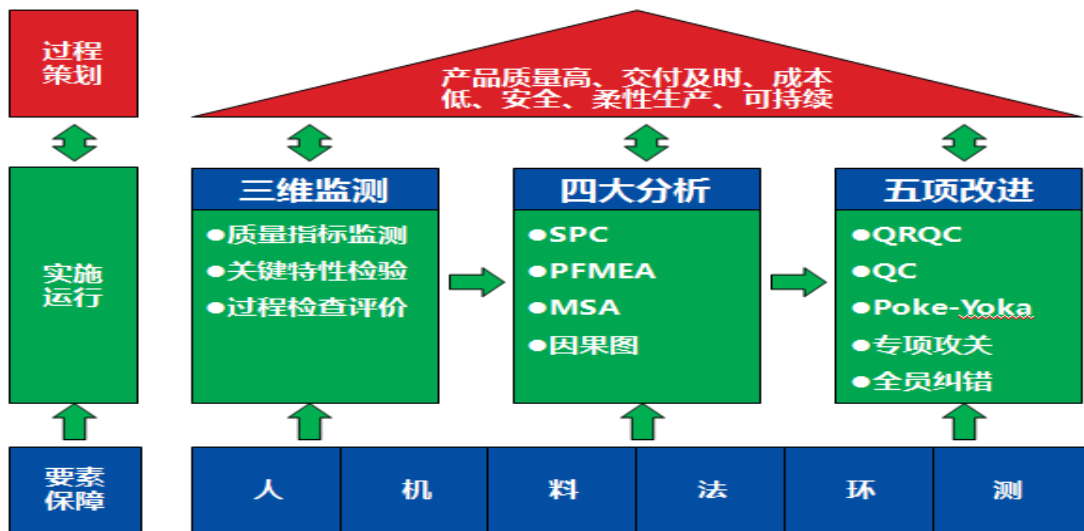 过程
策划
产品质量高、交付及时、成本
低、安全、柔性生产、可持续
实施
运行
三维监测
●质量指标监测
●关键特性检验
●过程检查评价
四大分析
●SPC
●PFMEA
●MSA
●因果图
五项改进
●QRQC
●QC
●Poke-Yoka
●专项攻关
●全员纠错
要素
保障
人
机
料
法
环
测